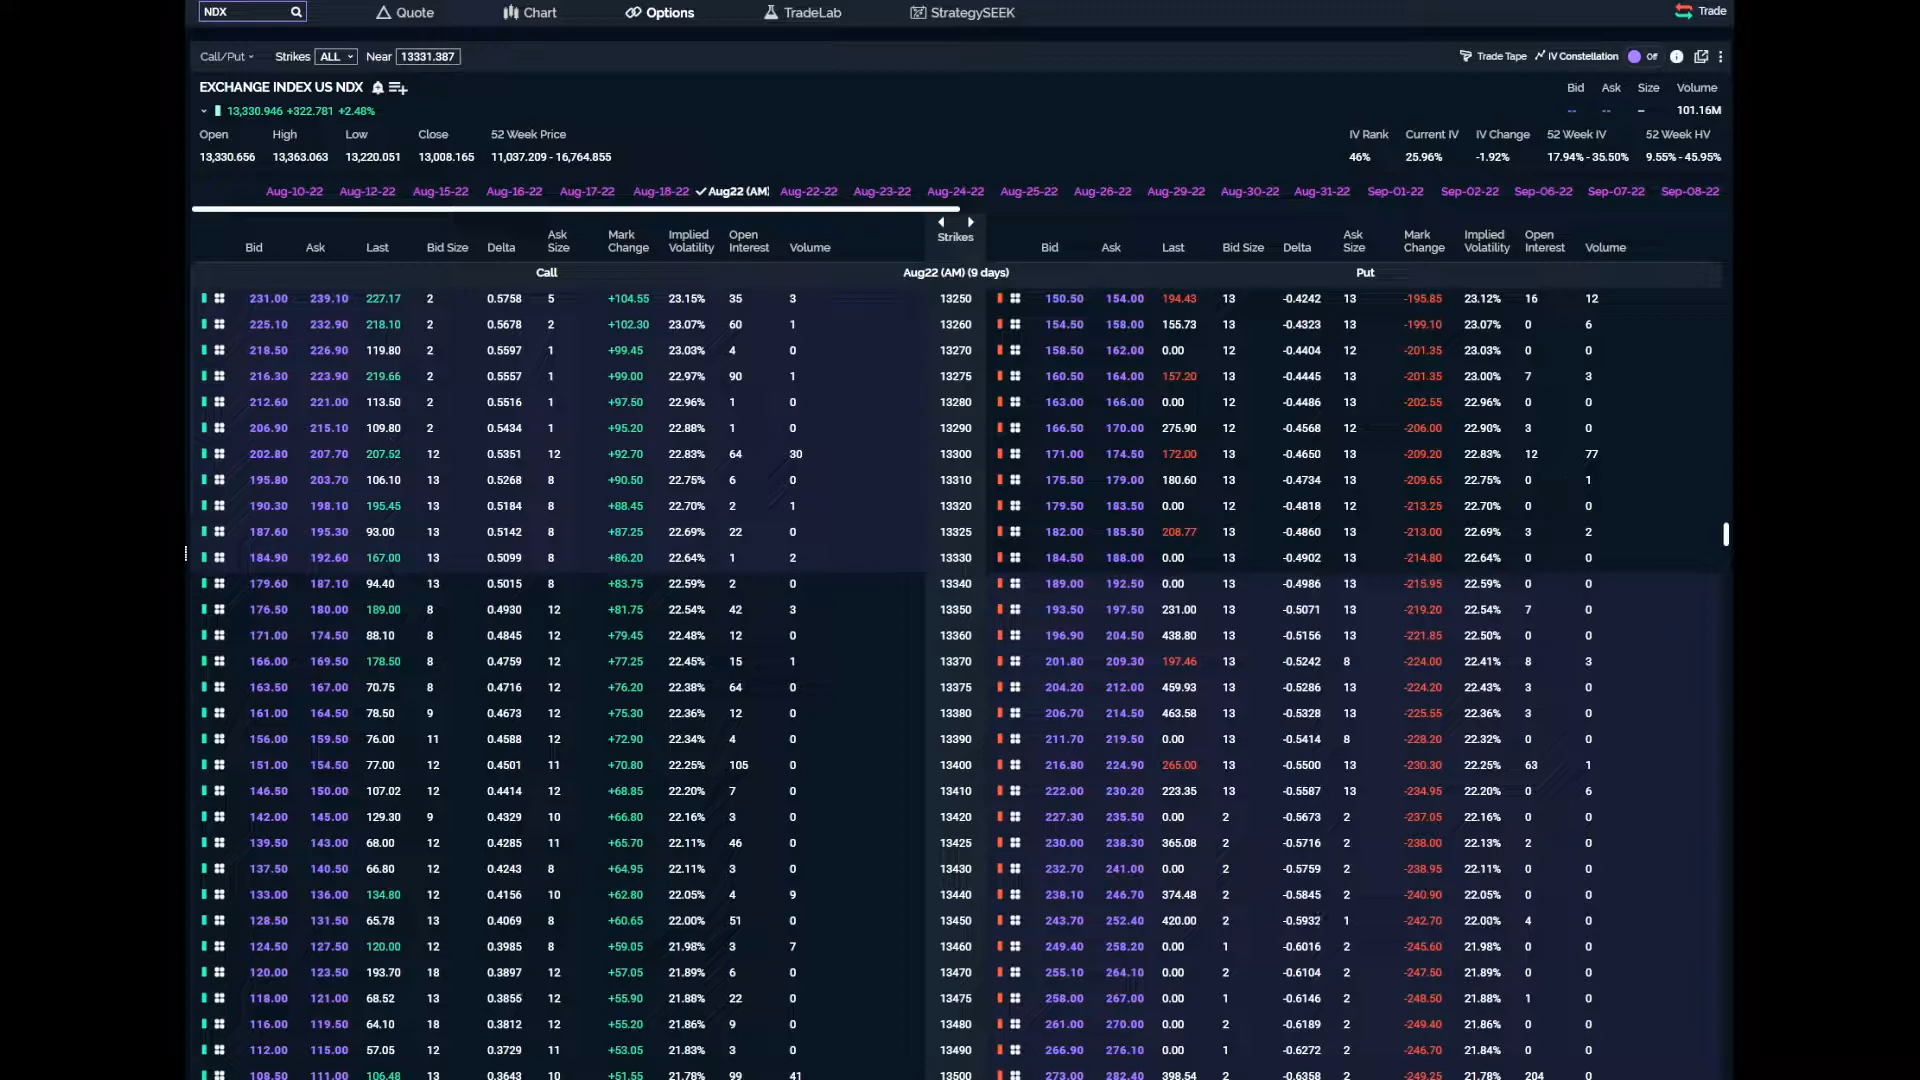 NDX Quote Chart Options TradeLab StrategySEEK Trade
Call/Put Strikes ALL Near 13331.387 Trade Tape IV Constellation Off
EXCHANGE INDEX US NDX Bid Ask Size Volume
13,330.946 +322.781 +2.48% -- -- – 101.16M
Open High Low Close 52 Week Price IV Rank Current IV IV Change 52 Week IV 52 Week HV
13,330.656 13,363.063 13,220.051 13,008.165 11,037.209 - 16,764.855 46% 25.96% -1.92% 17.94% - 35.50% 9.55% - 45.95%
Aug-10-22 Aug-12-22 Aug-15-22 Aug-16-22 Aug-17-22 Aug-18-22 Aug22 (AM) Aug-22-22 Aug-23-22 Aug-24-22 Aug-25-22 Aug-26-22 Aug-29-22 Aug-30-22 Aug-31-22 Sep-01-22 Sep-02-22 Sep-06-22 Sep-07-22 Sep-08-22
Bid Ask Last Bid Size Delta Ask Size Mark Change Implied Volatility Open Interest Volume Strikes Bid Ask Last Bid Size Delta Ask Size Mark Change Implied Volatility Open Interest Volume
Call Aug22 (AM) (9 days) Put
231.00 239.10 227.17 2 0.5758 5 +104.55 23.15% 35 3 13250 150.50 154.00 194.43 13 -0.4242 13 -195.85 23.12% 16 12
225.10 232.90 218.10 2 0.5678 2 +102.30 23.07% 60 1 13260 154.50 158.00 155.73 13 -0.4323 13 -199.10 23.07% 0 6
218.50 226.90 119.80 2 0.5597 1 +99.45 23.03% 4 0 13270 158.50 162.00 0.00 12 -0.4404 12 -201.35 23.03% 0 0
216.30 223.90 219.66 2 0.5557 1 +99.00 22.97% 90 1 13275 160.50 164.00 157.20 13 -0.4445 13 -201.35 23.00% 7 3
212.60 221.00 113.50 2 0.5516 1 +97.50 22.96% 1 0 13280 163.00 166.00 0.00 12 -0.4486 13 -202.55 22.96% 0 0
206.90 215.10 109.80 2 0.5434 1 +95.20 22.88% 1 0 13290 166.50 170.00 275.90 12 -0.4568 12 -206.00 22.90% 3 0
202.80 207.70 207.52 12 0.5351 12 +92.70 22.83% 64 30 13300 171.00 174.50 172.00 13 -0.4650 13 -209.20 22.83% 12 77
195.80 203.70 106.10 13 0.5268 8 +90.50 22.75% 6 0 13310 175.50 179.00 180.60 13 -0.4734 13 -209.65 22.75% 0 1
190.30 198.10 195.45 13 0.5184 8 +88.45 22.70% 2 1 13320 179.50 183.50 0.00 12 -0.4818 12 -213.25 22.70% 0 0
187.60 195.30 93.00 13 0.5142 8 +87.25 22.69% 22 0 13325 182.00 185.50 208.77 13 -0.4860 13 -213.00 22.69% 3 2
184.90 192.60 167.00 13 0.5099 8 +86.20 22.64% 1 2 13330 184.50 188.00 0.00 13 -0.4902 13 -214.80 22.64% 0 0
179.60 187.10 94.40 13 0.5015 8 +83.75 22.59% 2 0 13340 189.00 192.50 0.00 13 -0.4986 13 -215.95 22.59% 0 0
176.50 180.00 189.00 8 0.4930 12 +81.75 22.54% 42 3 13350 193.50 197.50 231.00 13 -0.5071 13 -219.20 22.54% 7 0
171.00 174.50 88.10 8 0.4845 12 +79.45 22.48% 12 0 13360 196.90 204.50 438.80 13 -0.5156 13 -221.85 22.50% 0 0
166.00 169.50 178.50 8 0.4759 12 +77.25 22.45% 15 1 13370 201.80 209.30 197.46 13 -0.5242 8 -224.00 22.41% 8 3
163.50 167.00 70.75 8 0.4716 12 +76.20 22.38% 64 0 13375 204.20 212.00 459.93 13 -0.5286 13 -224.20 22.43% 3 0
161.00 164.50 78.50 9 0.4673 12 +75.30 22.36% 12 0 13380 206.70 214.50 463.58 13 -0.5328 13 -225.55 22.36% 3 0
156.00 159.50 76.00 11 0.4588 12 +72.90 22.34% 4 0 13390 211.70 219.50 0.00 13 -0.5414 8 -228.20 22.32% 0 0
151.00 154.50 77.00 12 0.4501 11 +70.80 22.25% 105 0 13400 216.80 224.90 265.00 13 -0.5500 13 -230.30 22.25% 63 1
146.50 150.00 107.02 12 0.4414 12 +68.85 22.20% 7 0 13410 222.00 230.20 223.35 13 -0.5587 13 -234.95 22.20% 0 6
142.00 145.00 129.30 9 0.4329 10 +66.80 22.16% 3 0 13420 227.30 235.50 0.00 2 -0.5673 2 -237.05 22.16% 0 0
139.50 143.00 68.00 12 0.4285 11 +65.70 22.11% 46 0 13425 230.00 238.30 365.08 2 -0.5716 2 -238.00 22.13% 2 0
137.50 140.50 66.80 12 0.4243 8 +64.95 22.11% 3 0 13430 232.70 241.00 0.00 2 -0.5759 2 -238.95 22.11% 0 0
133.00 136.00 134.80 12 0.4156 10 +62.80 22.05% 4 9 13440 238.10 246.70 374.48 2 -0.5845 2 -240.90 22.05% 0 0
128.50 131.50 65.78 13 0.4069 8 +60.65 22.00% 51 0 13450 243.70 252.40 420.00 2 -0.5932 1 -242.70 22.00% 4 0
124.50 127.50 120.00 12 0.3985 8 +59.05 21.98% 3 7 13460 249.40 258.20 0.00 1 -0.6016 2 -245.60 21.98% 0 0
120.00 123.50 193.70 18 0.3897 12 +57.05 21.89% 6 0 13470 255.10 264.10 0.00 2 -0.6104 2 -247.50 21.89% 0 0
118.00 121.00 68.52 13 0.3855 12 +55.90 21.88% 22 0 13475 258.00 267.00 0.00 1 -0.6146 2 -248.50 21.88% 1 0
116.00 119.50 64.10 18 0.3812 12 +55.20 21.86% 9 0 13480 261.00 270.00 0.00 2 -0.6189 2 -249.40 21.86% 0 0
112.00 115.00 57.05 12 0.3729 11 +53.05 21.83% 3 0 13490 266.90 276.10 0.00 1 -0.6272 2 -246.70 21.84% 0 0
108.50 111.00 106.48 13 0.3643 10 +51.55 21.78% 99 41 13500 273.00 282.40 398.54 2 -0.6358 2 -249.25 21.78% 204 0